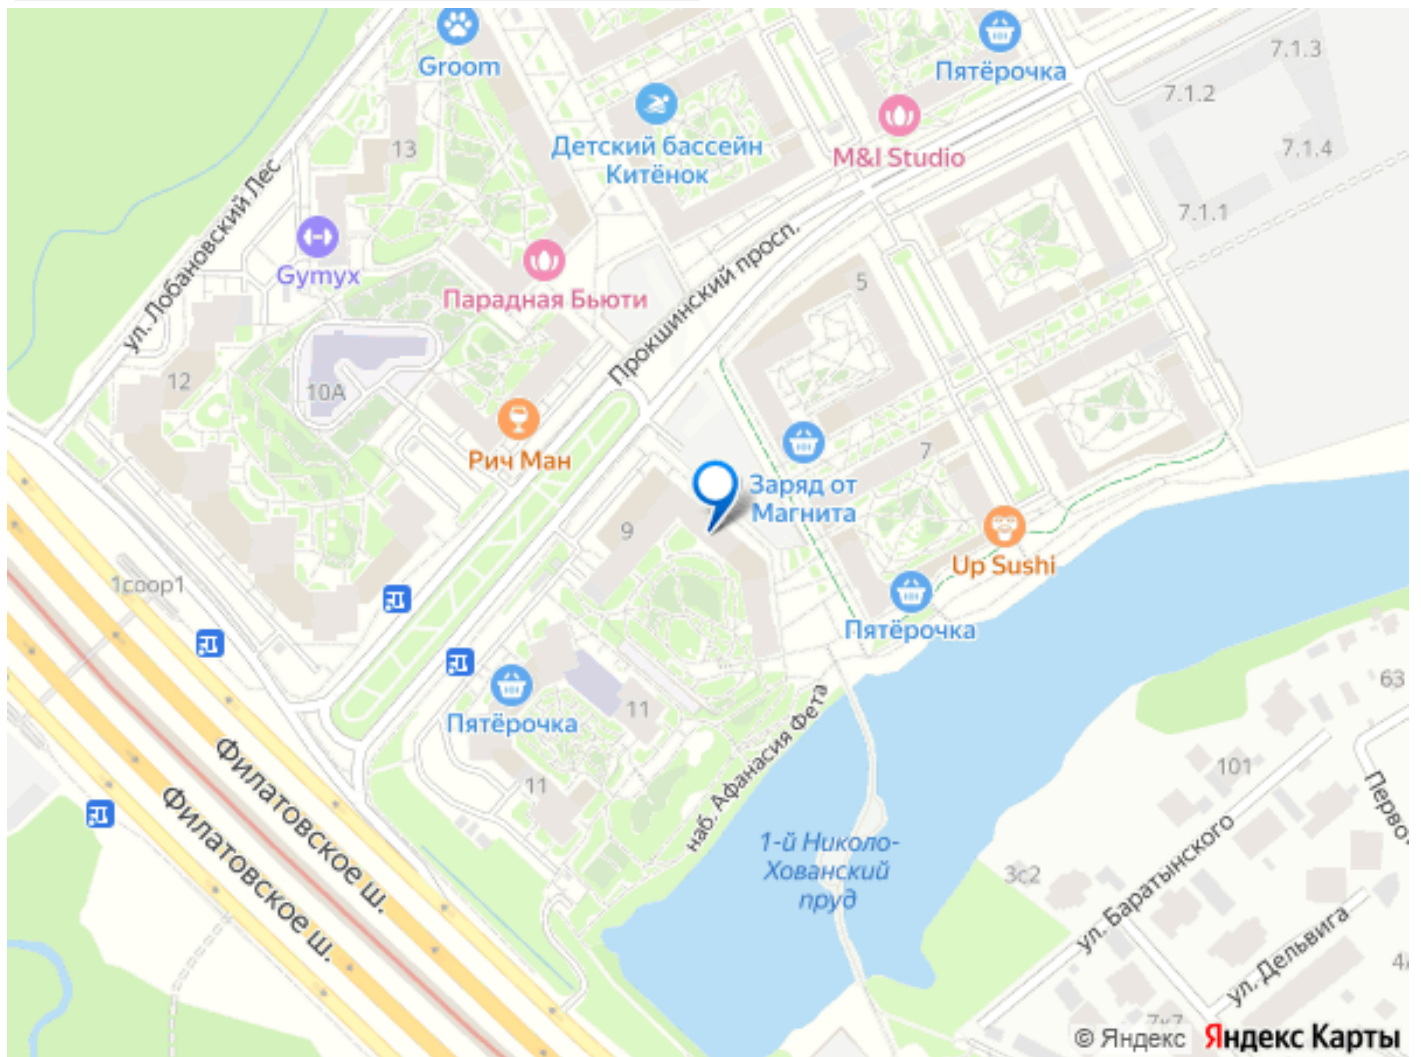 7.1.3
Groom
Пятёрочка
7.1.2
Детский бассейн
Китёнок
13
M&I Studio
7.1.4
ул. Лобановский Лес
7.1.1
Gymyx
Парадная Бьюти
Прокшинский просп.
5
12
10А
Рич Ман
7
Заряд от
Магнита
9
Up Sushi
1соор1
Пятёрочка
Пятёрочка
11
наб. Афанасия Фета
63
11
101
Филатовское ш.
Филатовское ш.
1-й Николо-
Хованский
пруд
3с2
ул. Баратынского
ул. Дельвига
7к7
© Яндекс
Яндекс Карты